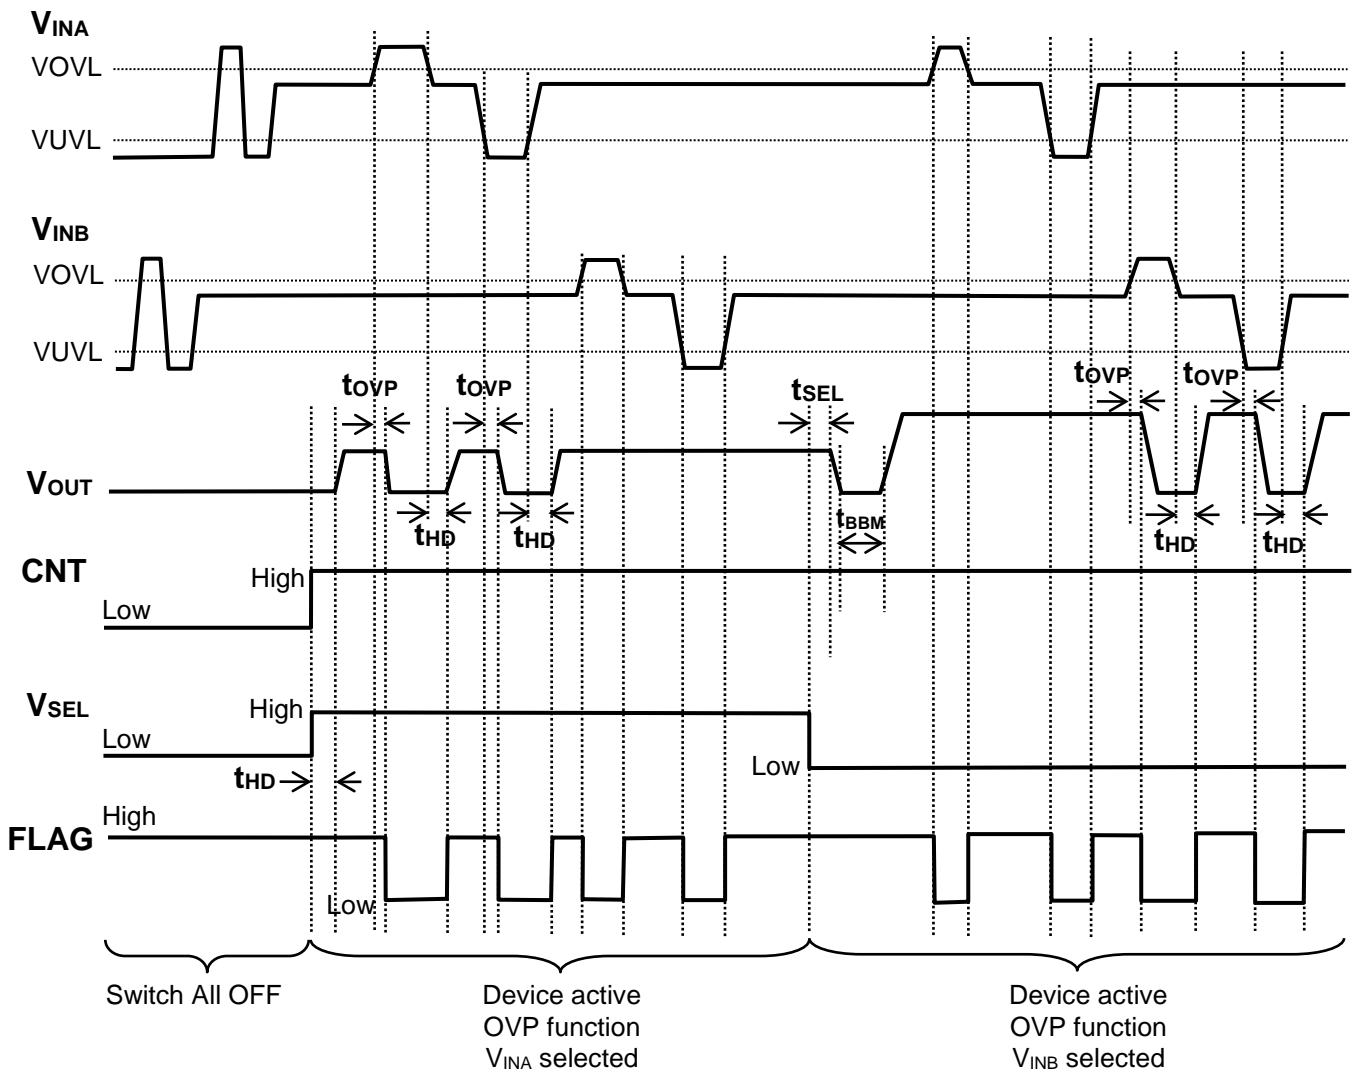 VINA
VOVL
VUVL
VINB
VOVL
VUVL
tOVP tOVP tSEL tOVP tOVP
VOUT
tHD tHD tBBM tHD tHD
CNT
High
Low
VSEL
High
Low
Low
tHD
High
FLAG
Low
Switch All OFF
Device active
OVP function
VINA selected
Device active
OVP function
VINB selected